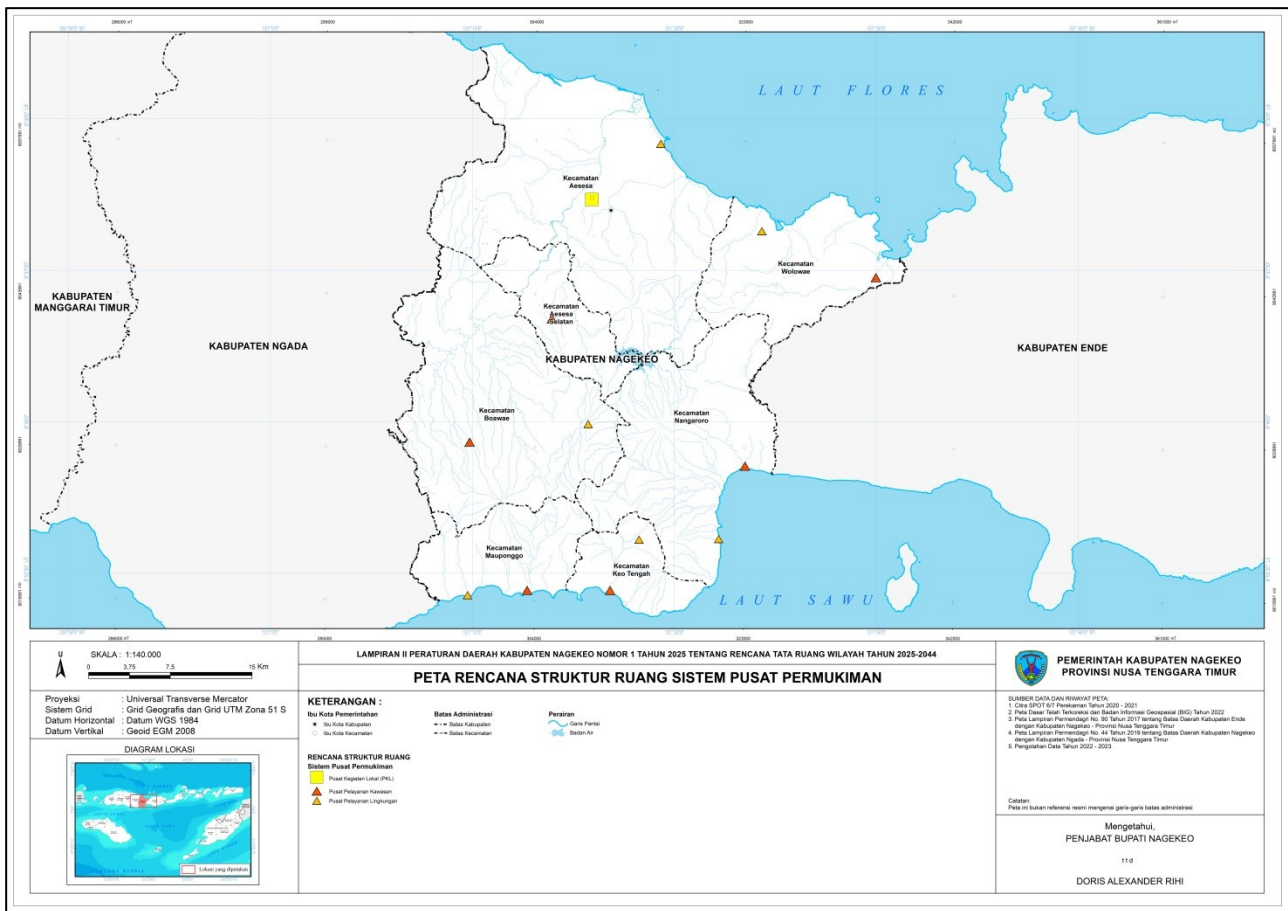 LAUT FLORES
Kecamatan
Aesesa
Kecamatan
Wolowae
KABUPATEN
MANGGARAI TIMUR
Kecamatan
Aesesa
Selatan
KABUPATEN NGADA
KABUPATEN NAGEKEO
KABUPATEN ENDE
Kecamatan
Boawae
Kecamatan
Nangaroro
Kecamatan
Mauponggo
Kecamatan
Keo Tengah
LAUT SAWU
U
SKALA : 1:140.000
0 3,75 7,5 15 Km
Proyeksi : Universal Transverse Mercator
Sistem Grid : Grid Geografis dan Grid UTM Zona 51 S
Datum Horizontal : Datum WGS 1984
Datum Vertikal : Geoid EGM 2008
DIAGRAM LOKASI
Lokasi yang dipetakan
LAMPIRAN II PERATURAN DAERAH KABUPATEN NAGEKEO NOMOR 1 TAHUN 2025 TENTANG RENCANA TATA RUANG WILAYAH TAHUN 2025-2044
PETA RENCANA STRUKTUR RUANG SISTEM PUSAT PERMUKIMAN
KETERANGAN :
Ibu Kota Pemerintahan
Ibu Kota Kabupaten
Ibu Kota Kecamatan
Batas Administrasi
Batas Kabupaten
Batas Kecamatan
Perairan
Garis Pantai
Badan Air
RENCANA STRUKTUR RUANG
Sistem Pusat Permukiman
Pusat Kegiatan Lokal (PKL)
Pusat Pelayanan Kawasan
Pusat Pelayanan Lingkungan
PEMERINTAH KABUPATEN NAGEKEO
PROVINSI NUSA TENGGARA TIMUR
SUMBER DATA DAN RIWAYAT PETA:
1. Citra SPOT 6/7 Perekaman Tahun 2020 - 2021
2. Peta Dasar Telah Terkoreksi dari Badan Informasi Geospasial (BIG) Tahun 2022
3. Peta Lampiran Permendagri No. 90 Tahun 2017 tentang Batas Daerah Kabupaten Ende
dengan Kabupaten Nagekeo - Provinsi Nusa Tenggara Timur
4. Peta Lampiran Permendagri No. 44 Tahun 2018 tentang Batas Daerah Kabupaten Nagekeo
dengan Kabupaten Ngada - Provinsi Nusa Tenggara Timur
5. Pengolahan Data Tahun 2022 - 2023
Catatan:
Peta ini bukan referensi resmi mengenai garis-garis batas administrasi
Mengetahui,
PENJABAT BUPATI NAGEKEO
ttd
DORIS ALEXANDER RIHI